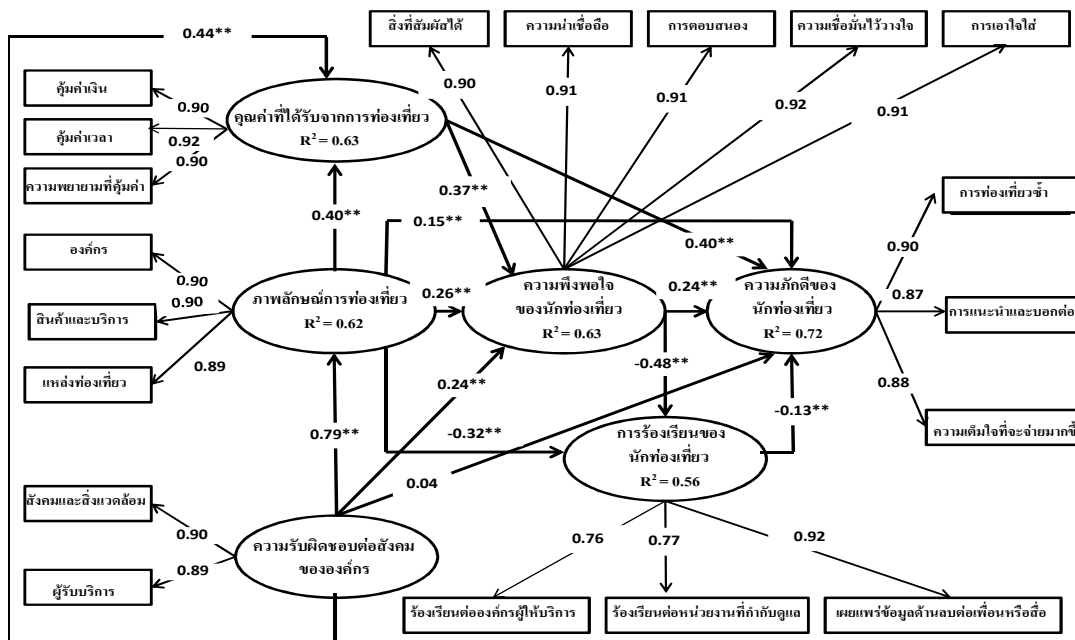 0.44**
สิ่งที่สัมผัสได้
ความน่าเชื่อถือ
การตอบสนอง
ความเชื่อมั่นไว้วางใจ
การเอาใจใส่
0.90
0.91
0.91
0.92
0.91
คุ้มค่าเงิน
คุ้มค่าเวลา
ความพยายามที่คุ้มค่า
0.90
0.92
0.90
คุณค่าที่ได้รับจากการท่องเที่ยว
R² = 0.63
0.37**
0.40**
0.15**
0.40**
องค์กร
สินค้าและบริการ
แหล่งท่องเที่ยว
0.90
0.90
0.89
ภาพลักษณ์การท่องเที่ยว
R² = 0.62
0.26**
ความพึงพอใจ
ของนักท่องเที่ยว
R² = 0.63
0.24**
ความภักดีของ
นักท่องเที่ยว
R² = 0.72
การท่องเที่ยวซ้ำ
0.90
การแนะนำและบอกต่อ
0.87
ความเต็มใจที่จะจ่ายมากขึ้
0.88
0.24**
-0.48**
0.79**
-0.32**
-0.13**
0.04
การร้องเรียนของ
นักท่องเที่ยว
R² = 0.56
สังคมและสิ่งแวดล้อม
ผู้รับบริการ
0.90
0.89
ความรับผิดชอบต่อสังคม
ขององค์กร
0.76
0.77
0.92
ร้องเรียนต่อองค์กรผู้ให้บริการ
ร้องเรียนต่อหน่วยงานที่กำกับดูแล
เผยแพร่ข้อมูลด้านลบต่อเพื่อนหรือสื่อ